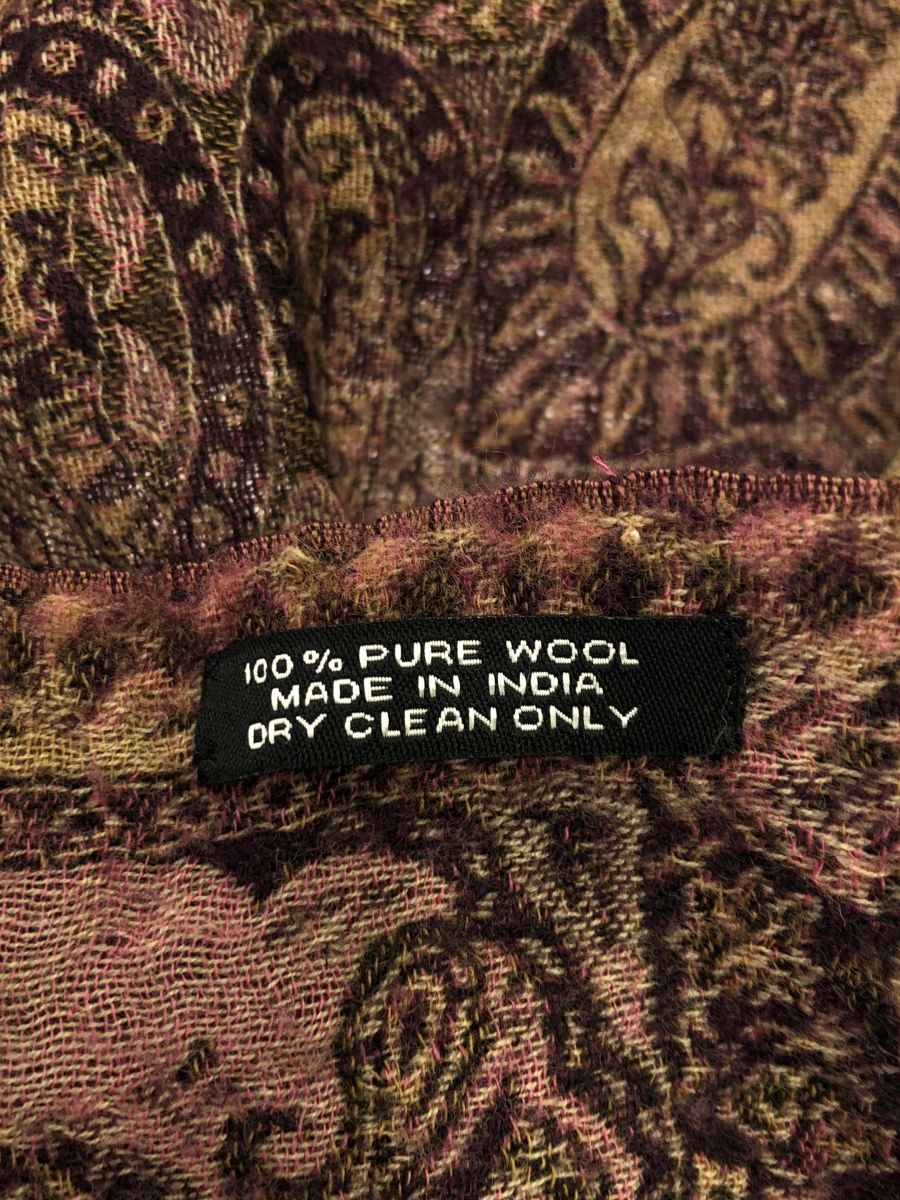 100 % PURE WOOL
MADE IN INDIA
DRY CLEAN ONLY